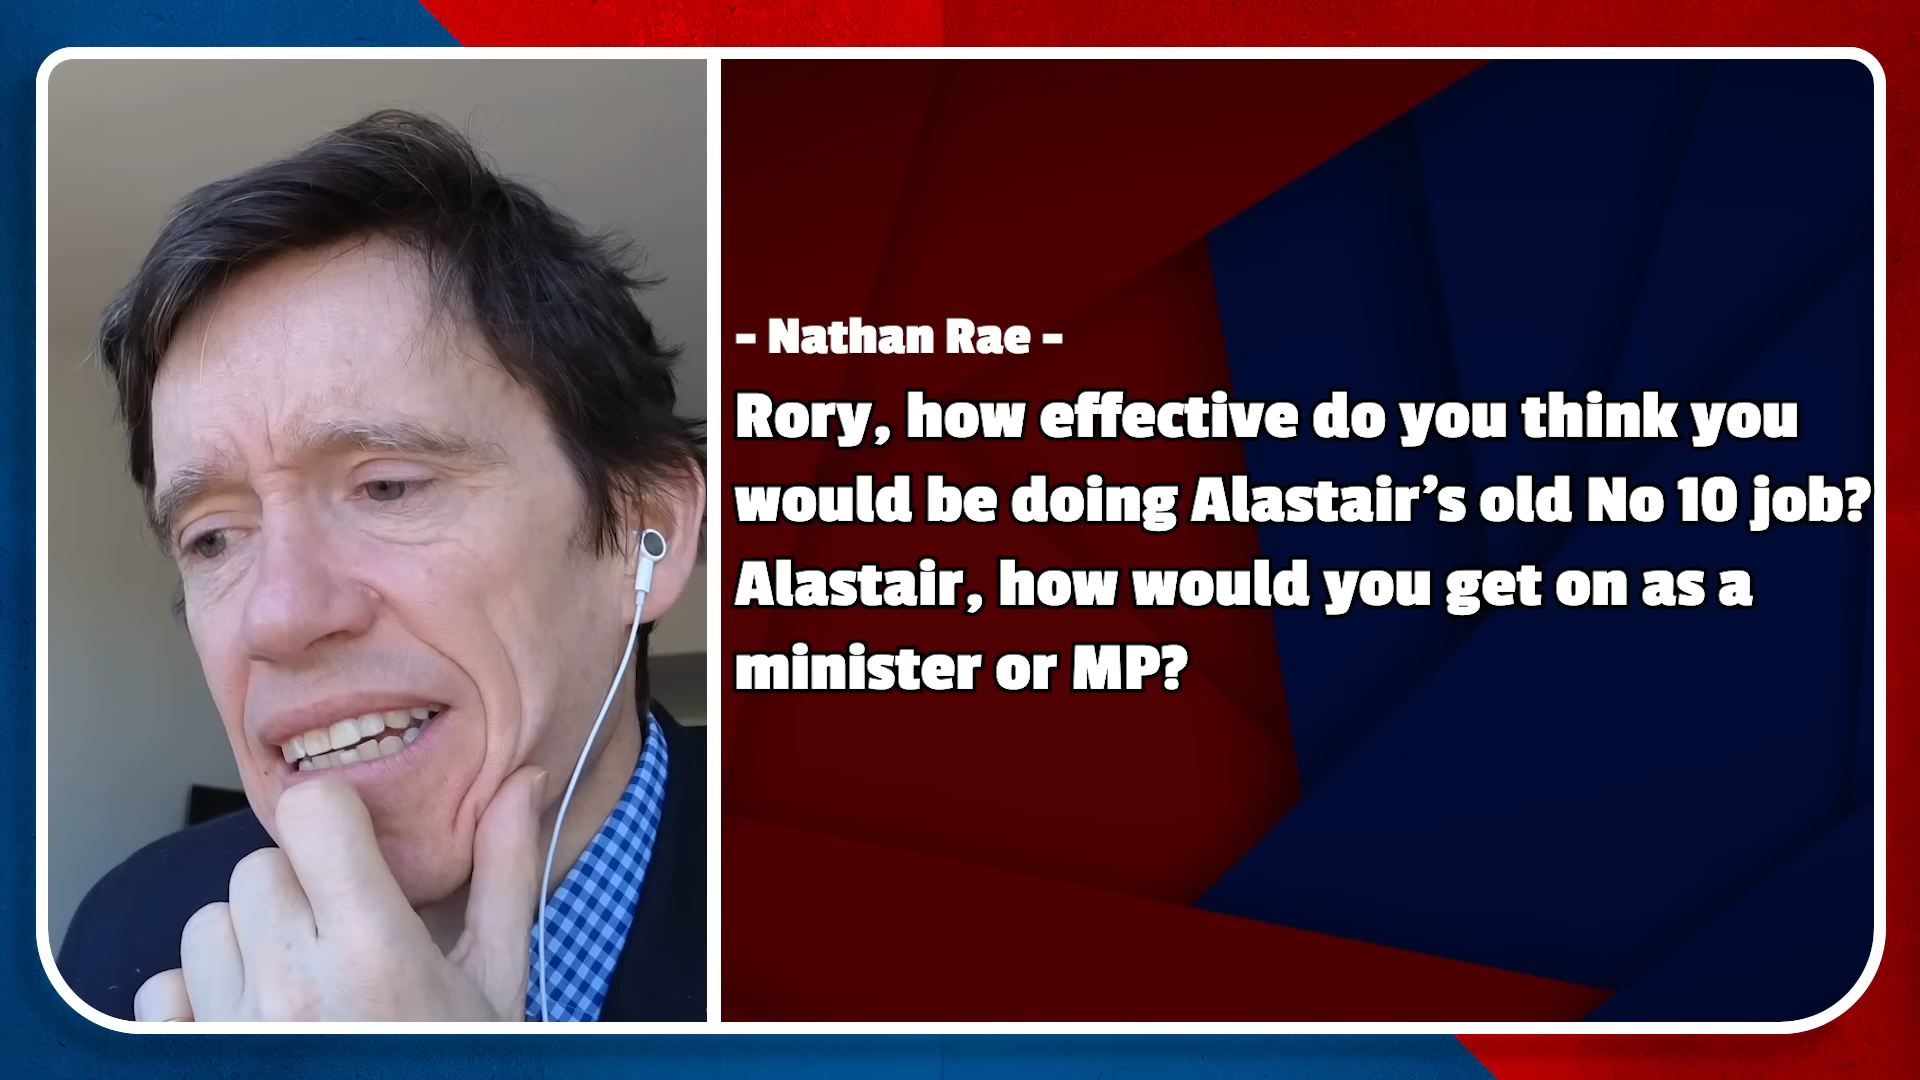 - Nathan Rae -
Rory, how effective do you think you
would be doing Alastair’s old No 10 job?
Alastair, how would you get on as a
minister or MP?